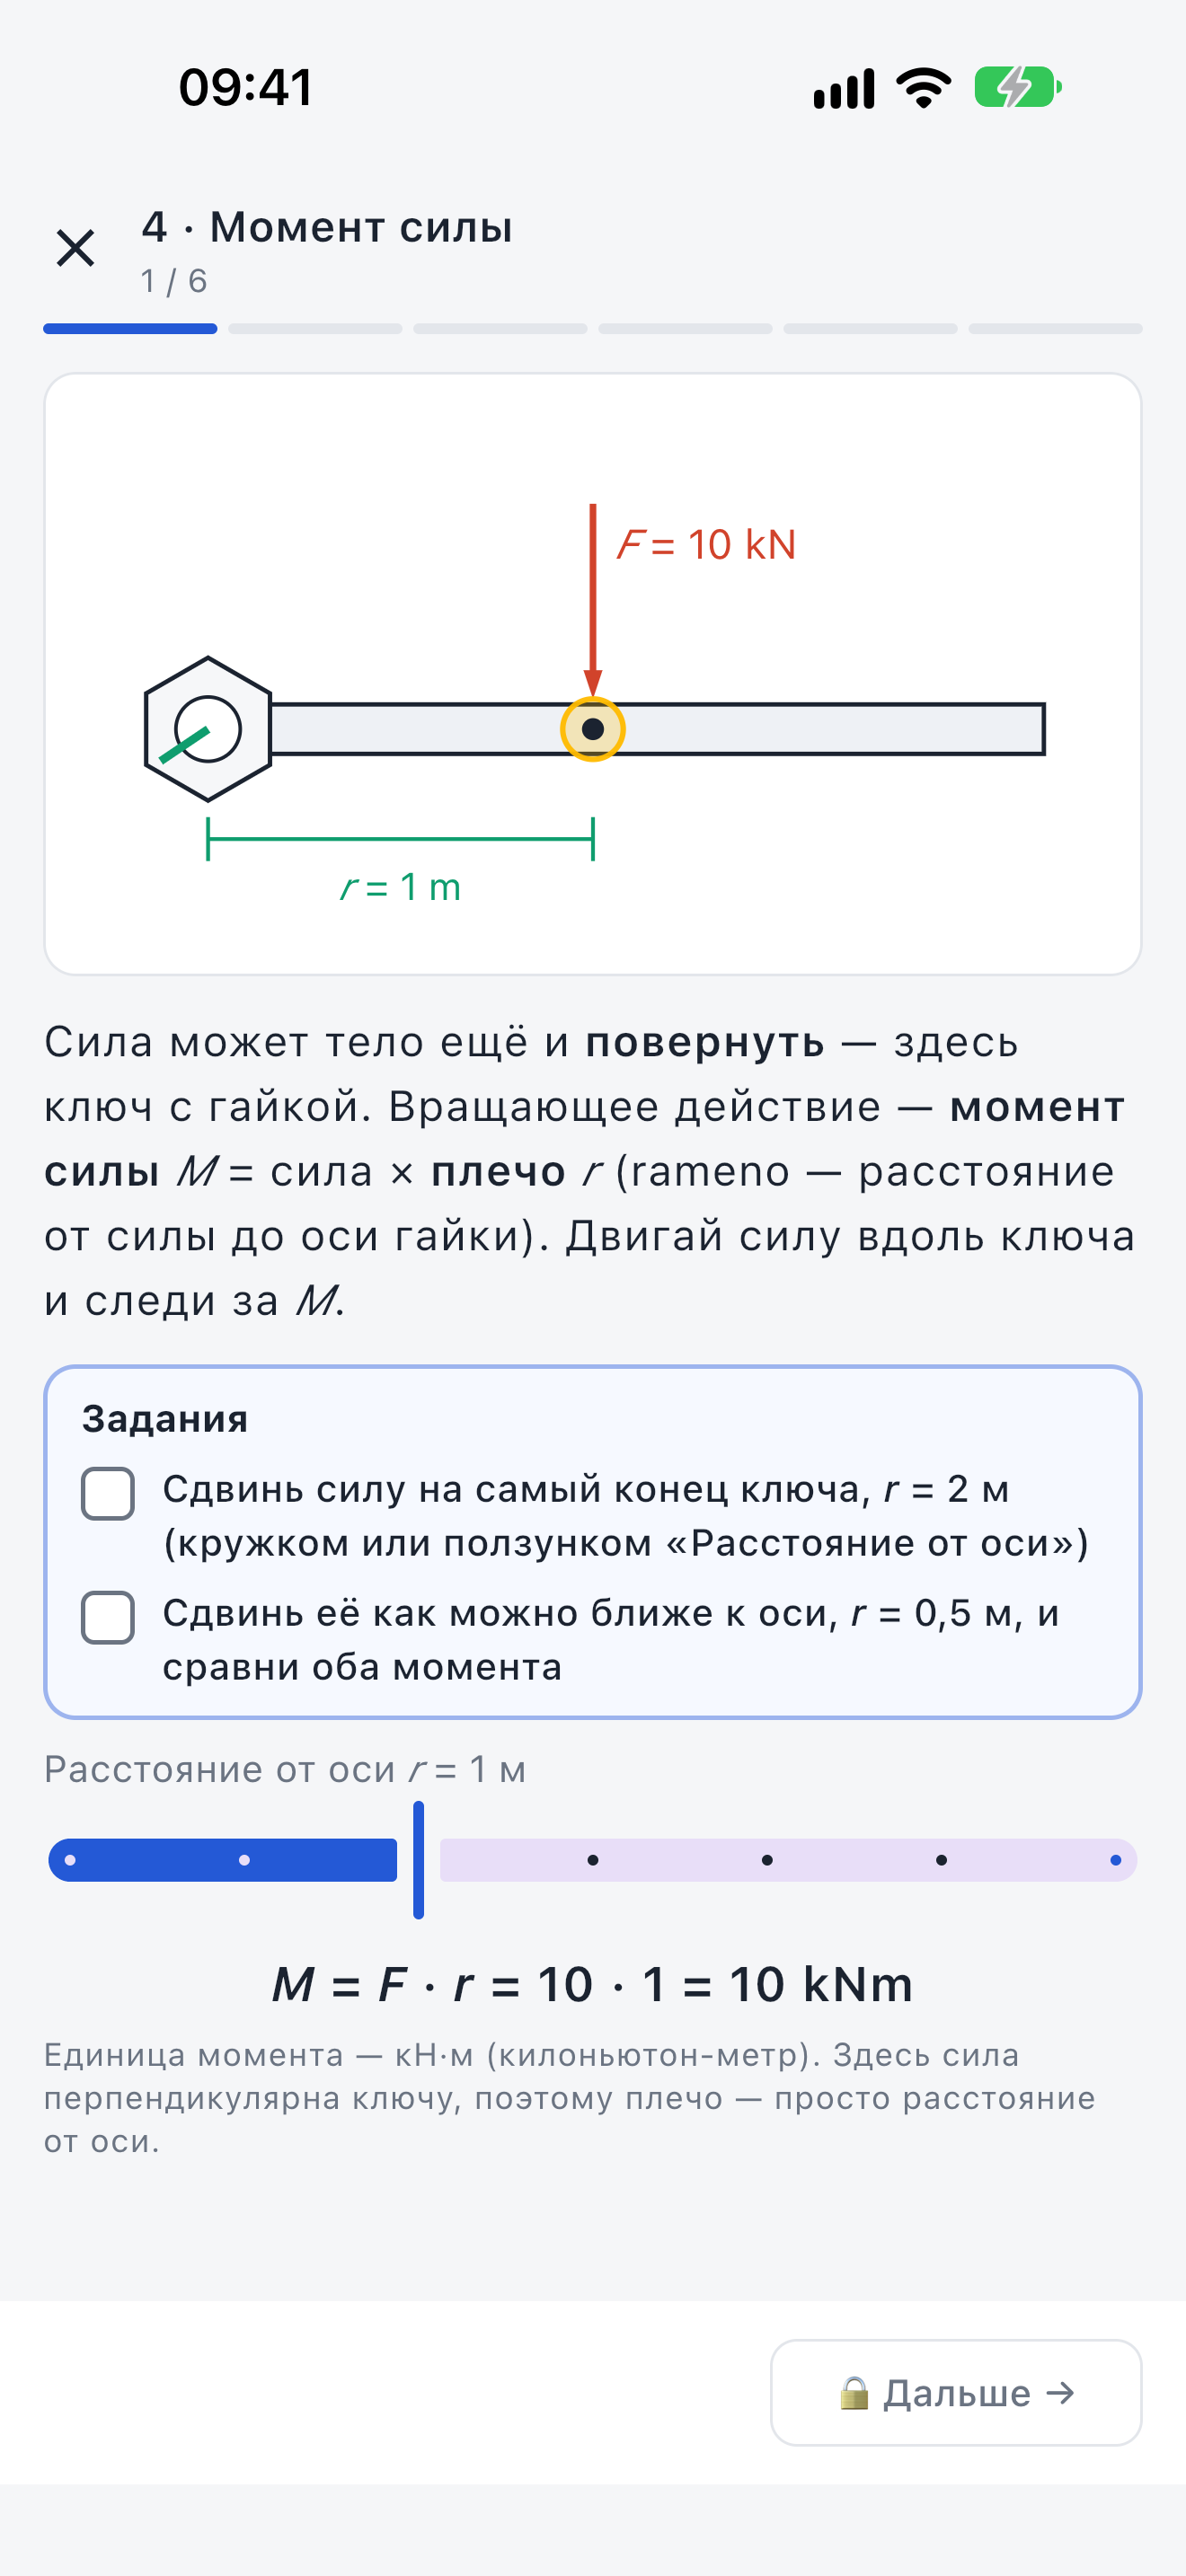 09:41
4 · Момент силы
1 / 6
F = 10 kN
r = 1 m
Сила может тело ещё и повернуть — здесь
ключ с гайкой. Вращающее действие — момент
силы M = сила × плечо r (rameno — расстояние
от силы до оси гайки). Двигай силу вдоль ключа
и следи за M.
Задания
Сдвинь силу на самый конец ключа, r = 2 м
(кружком или ползунком «Расстояние от оси»)
Сдвинь её как можно ближе к оси, r = 0,5 м, и
сравни оба момента
Расстояние от оси r = 1 м
M = F · r = 10 · 1 = 10 kNm
Единица момента — кН·м (килоньютон-метр). Здесь сила
перпендикулярна ключу, поэтому плечо — просто расстояние
от оси.
🔒 Дальше →